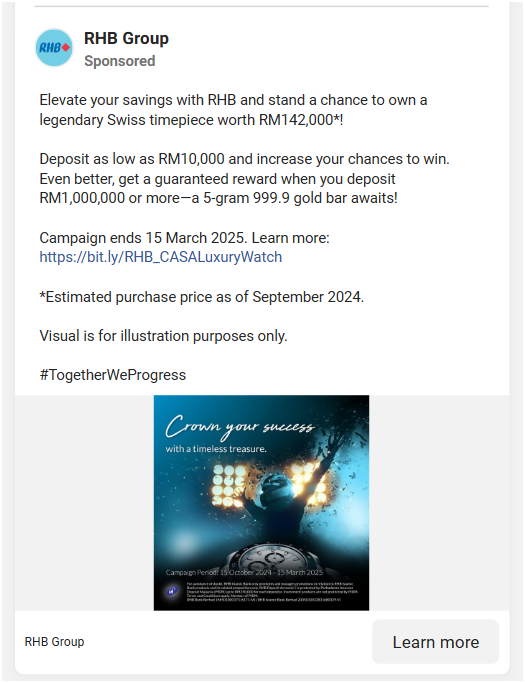 RHB
RHB Group
Sponsored
Elevate your savings with RHB and stand a chance to own a
legendary Swiss timepiece worth RM142,000*!
Deposit as low as RM10,000 and increase your chances to win.
Even better, get a guaranteed reward when you deposit
RM1,000,000 or more—a 5-gram 999.9 gold bar awaits!
Campaign ends 15 March 2025. Learn more:
https://bit.ly/RHB_CASALuxuryWatch
*Estimated purchase price as of September 2024.
Visual is for illustration purposes only.
#TogetherWeProgress
Crown your success
with a timeless treasure.
Campaign Period: 15 October 2024 - 15 March 2025
RHB Group
Learn more